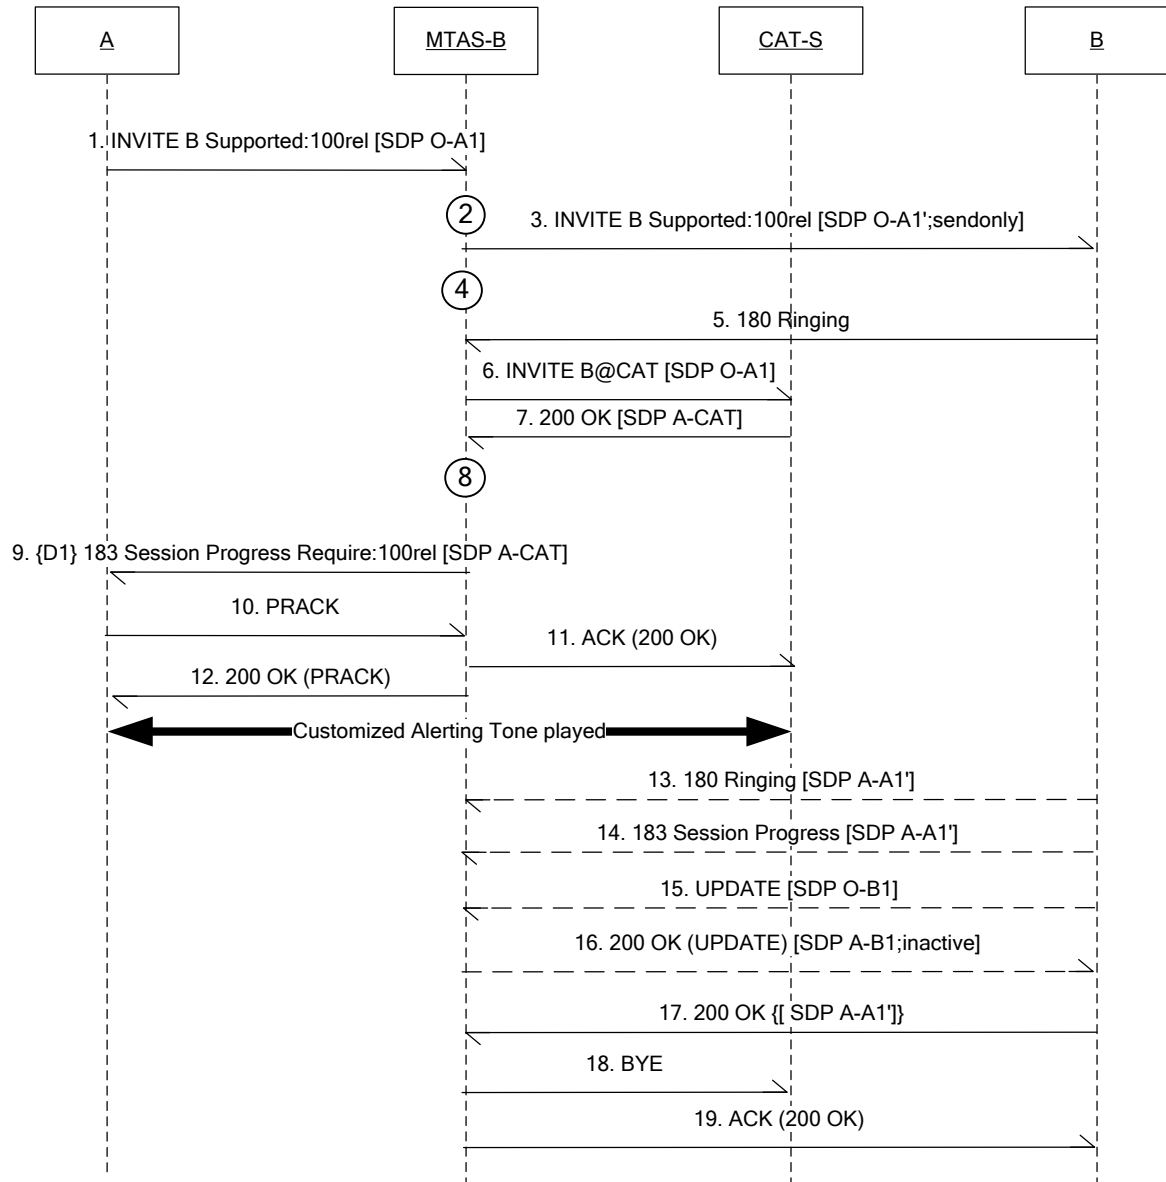 A
MTAS-B
CAT-S
B
1. INVITE B Supported:100rel [SDP O-A1]
2
3. INVITE B Supported:100rel [SDP O-A1';sendonly]
4
5. 180 Ringing
6. INVITE B@CAT [SDP O-A1]
7. 200 OK [SDP A-CAT]
8
9. {D1} 183 Session Progress Require:100rel [SDP A-CAT]
10. PRACK
11. ACK (200 OK)
12. 200 OK (PRACK)
Customized Alerting Tone played
13. 180 Ringing [SDP A-A1']
14. 183 Session Progress [SDP A-A1']
15. UPDATE [SDP O-B1]
16. 200 OK (UPDATE) [SDP A-B1;inactive]
17. 200 OK {[ SDP A-A1']}
18. BYE
19. ACK (200 OK)